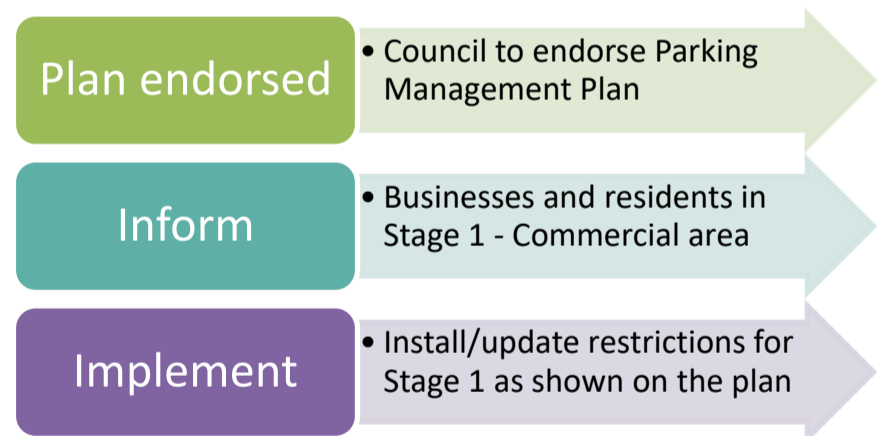 Plan endorsed
• Council to endorse Parking
Management Plan
Inform
• Businesses and residents in
Stage 1 - Commercial area
Implement
• Install/update restrictions for
Stage 1 as shown on the plan